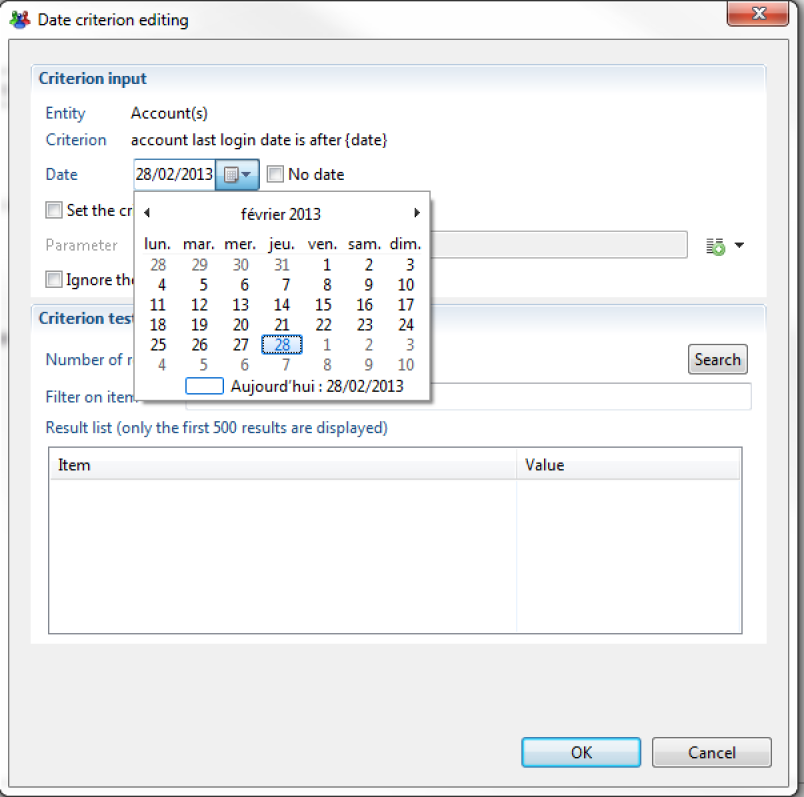 Date criterion editing
Criterion input
Entity Account(s)
Criterion account last login date is after {date}
Date 28/02/2013 No date
Set the cr
février 2013
Parameter
lun. mar. mer. jeu. ven. sam. dim.
28 29 30 31 1 2 3
Ignore the
4 5 6 7 8 9 10
11 12 13 14 15 16 17
Criterion test
18 19 20 21 22 23 24
25 26 27 28 1 2 3
Number of r
Search
4 5 6 7 8 9 10
Aujourd'hui : 28/02/2013
Filter on item
Result list (only the first 500 results are displayed)
Item Value
OK Cancel